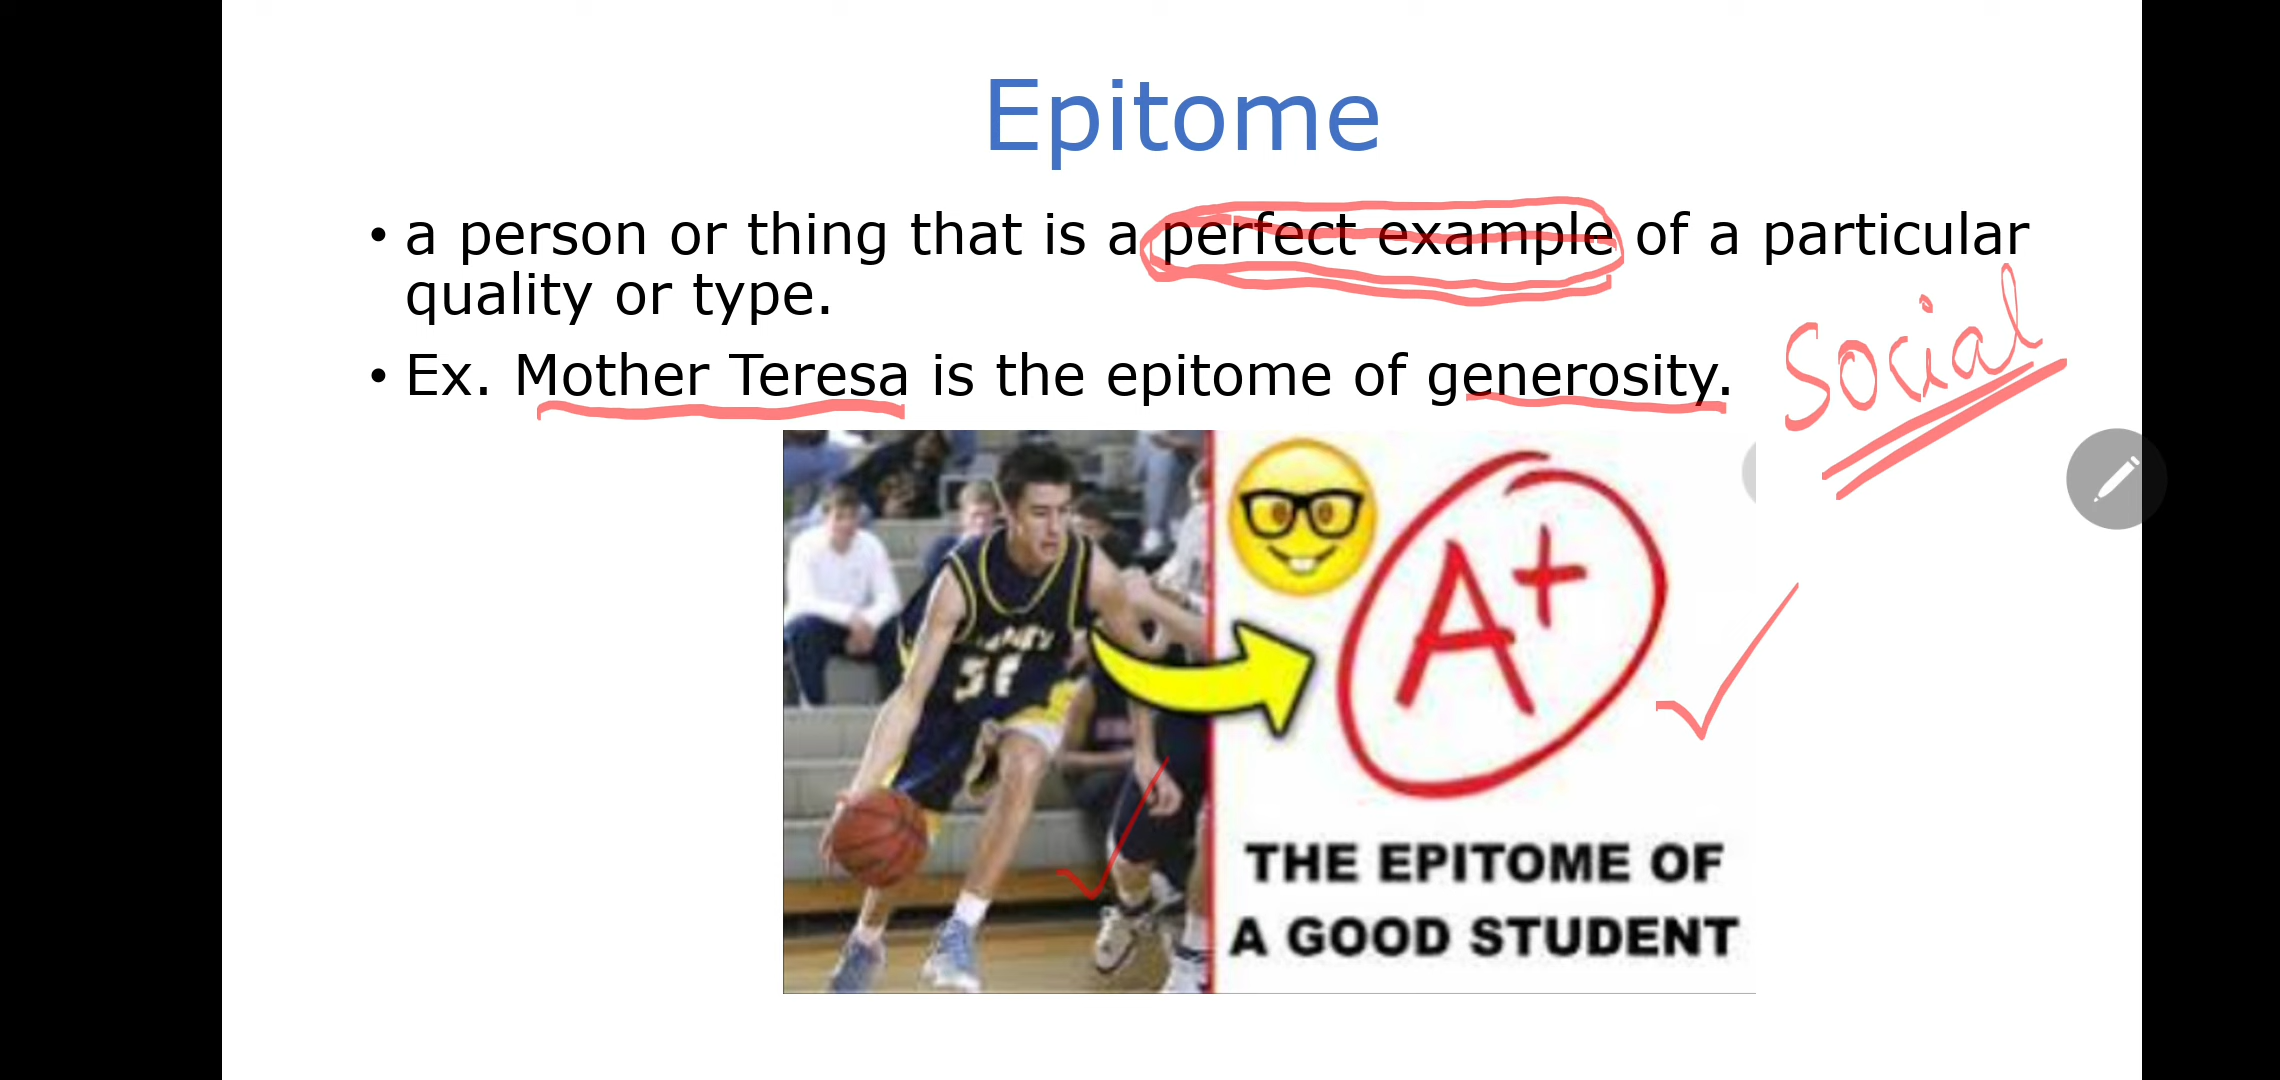 Epitome
• a person or thing that is a perfect example of a particular
quality or type.
• Ex. Mother Teresa is the epitome of generosity.
Social
A+
THE EPITOME OF
A GOOD STUDENT